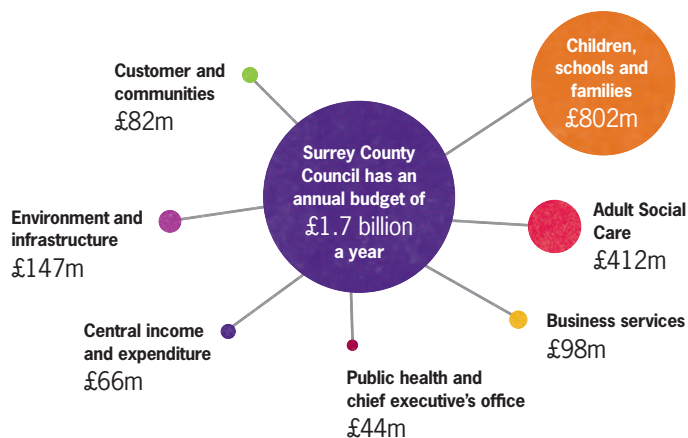 Children,
schools and
families
£802m
Customer and
communities
£82m
Surrey County
Council has an
annual budget of
£1.7 billion
a year
Environment and
infrastructure
£147m
Adult Social
Care
£412m
Central income
and expenditure
£66m
Business services
£98m
Public health and
chief executive's office
£44m